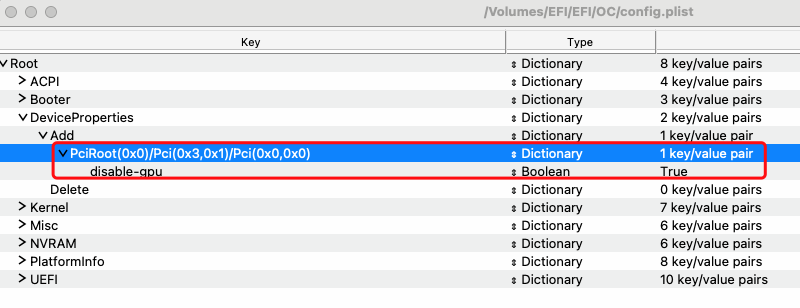 /Volumes/EFI/EFI/OC/config.plist
Key Type
Root Dictionary 8 key/value pairs
ACPI Dictionary 4 key/value pairs
Booter Dictionary 3 key/value pairs
DeviceProperties Dictionary 2 key/value pairs
Add Dictionary 1 key/value pair
PciRoot(0x0)/Pci(0x3,0x1)/Pci(0x0,0x0) Dictionary 1 key/value pair
disable-gpu Boolean True
Delete Dictionary 0 key/value pairs
Kernel Dictionary 7 key/value pairs
Misc Dictionary 6 key/value pairs
NVRAM Dictionary 6 key/value pairs
PlatformInfo Dictionary 8 key/value pairs
UEFI Dictionary 10 key/value pairs